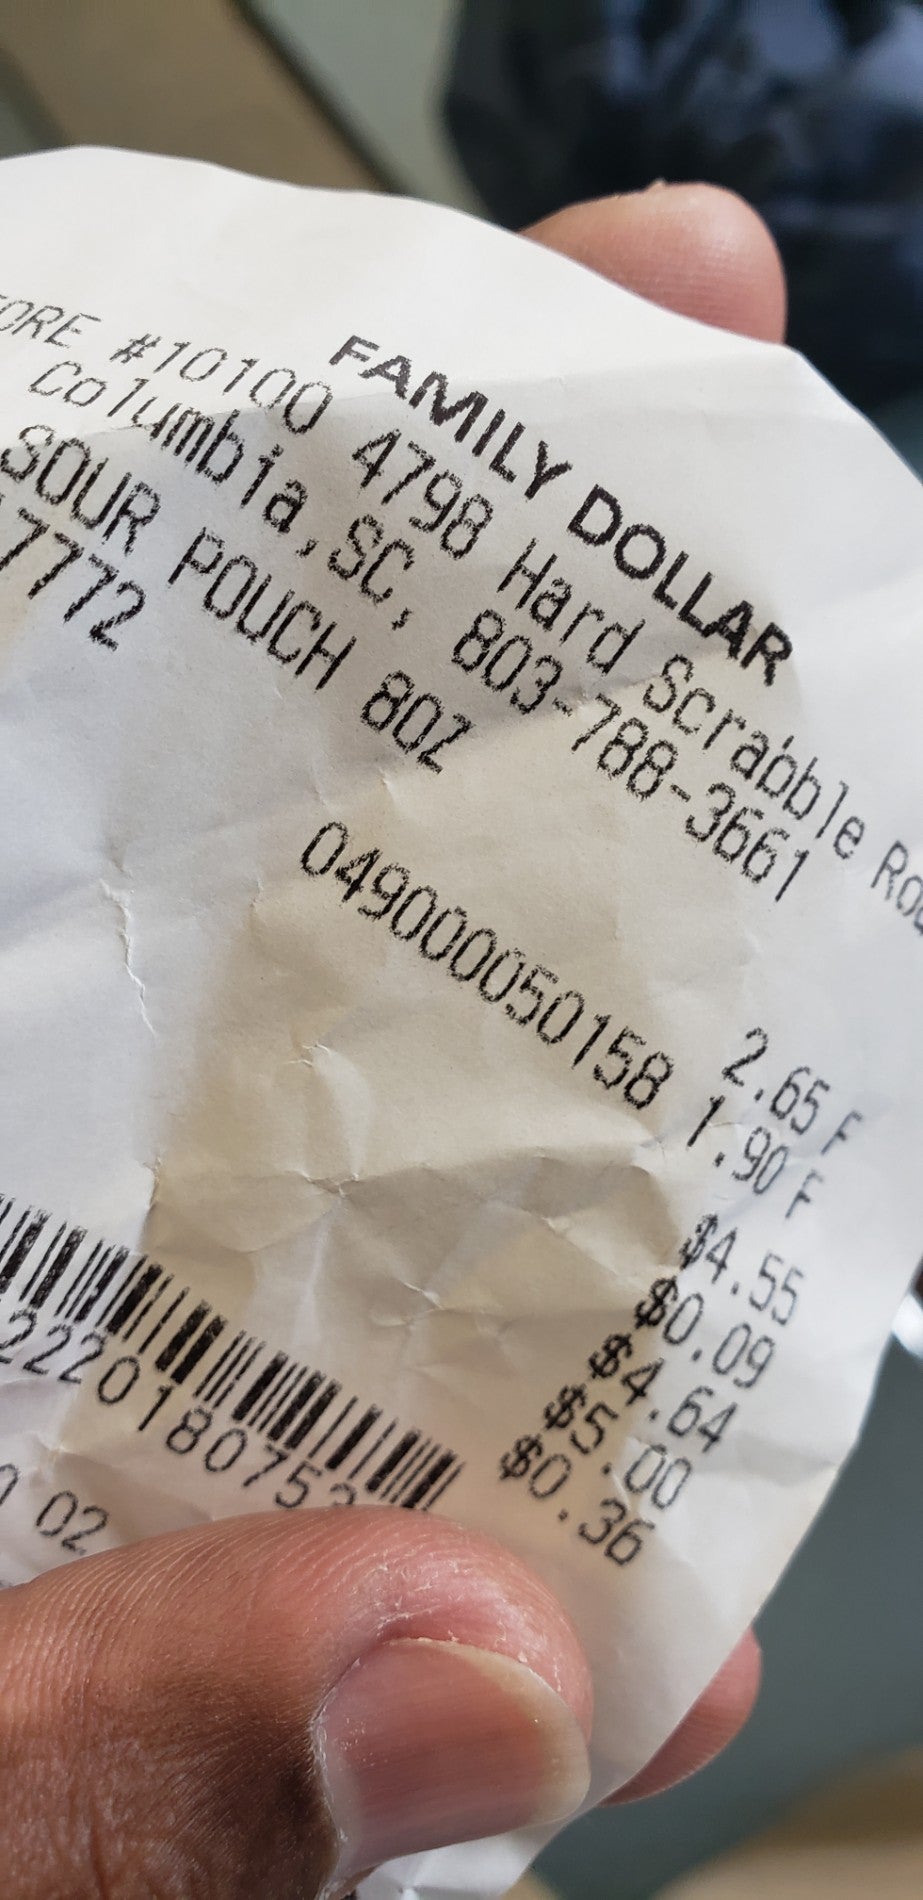 FAMILY DOLLAR
ORE #10100 4798 Hard Scrabble
Columbia, SC, 803-788-3661
SOUR POUCH 8OZ
7772
049000050158
2.65 F
1.90 F
$4.55
$0.09
$4.64
$5.00
$0.36
2220180753
02